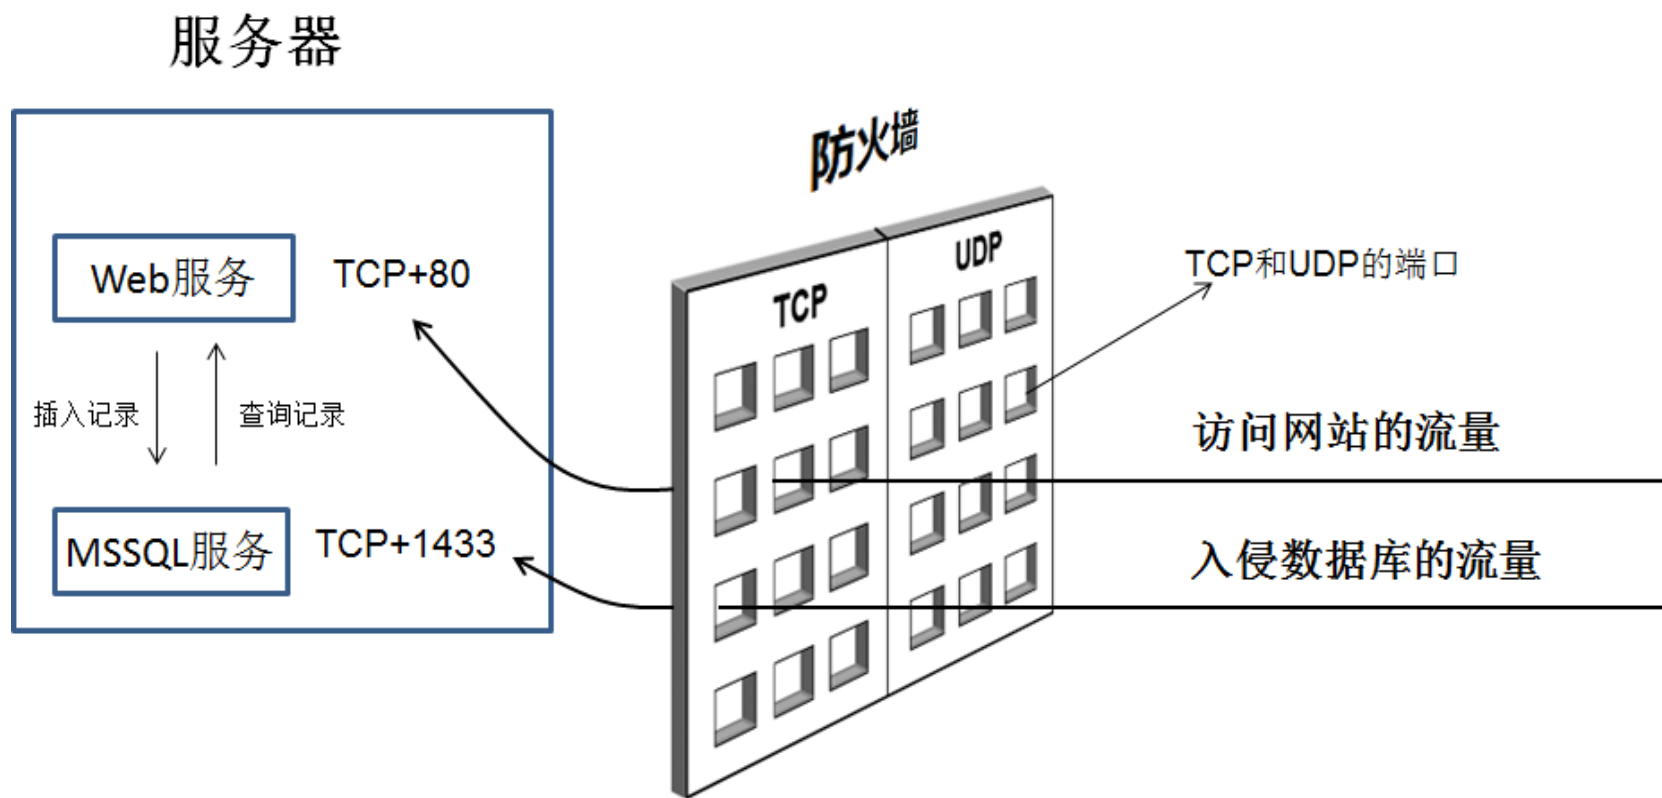 服务器
防火墙
UDP
TCP和UDP的端口
Web服务
TCP+80
TCP
插入记录
查询记录
访问网站的流量
MSSQL服务
TCP+1433
入侵数据库的流量